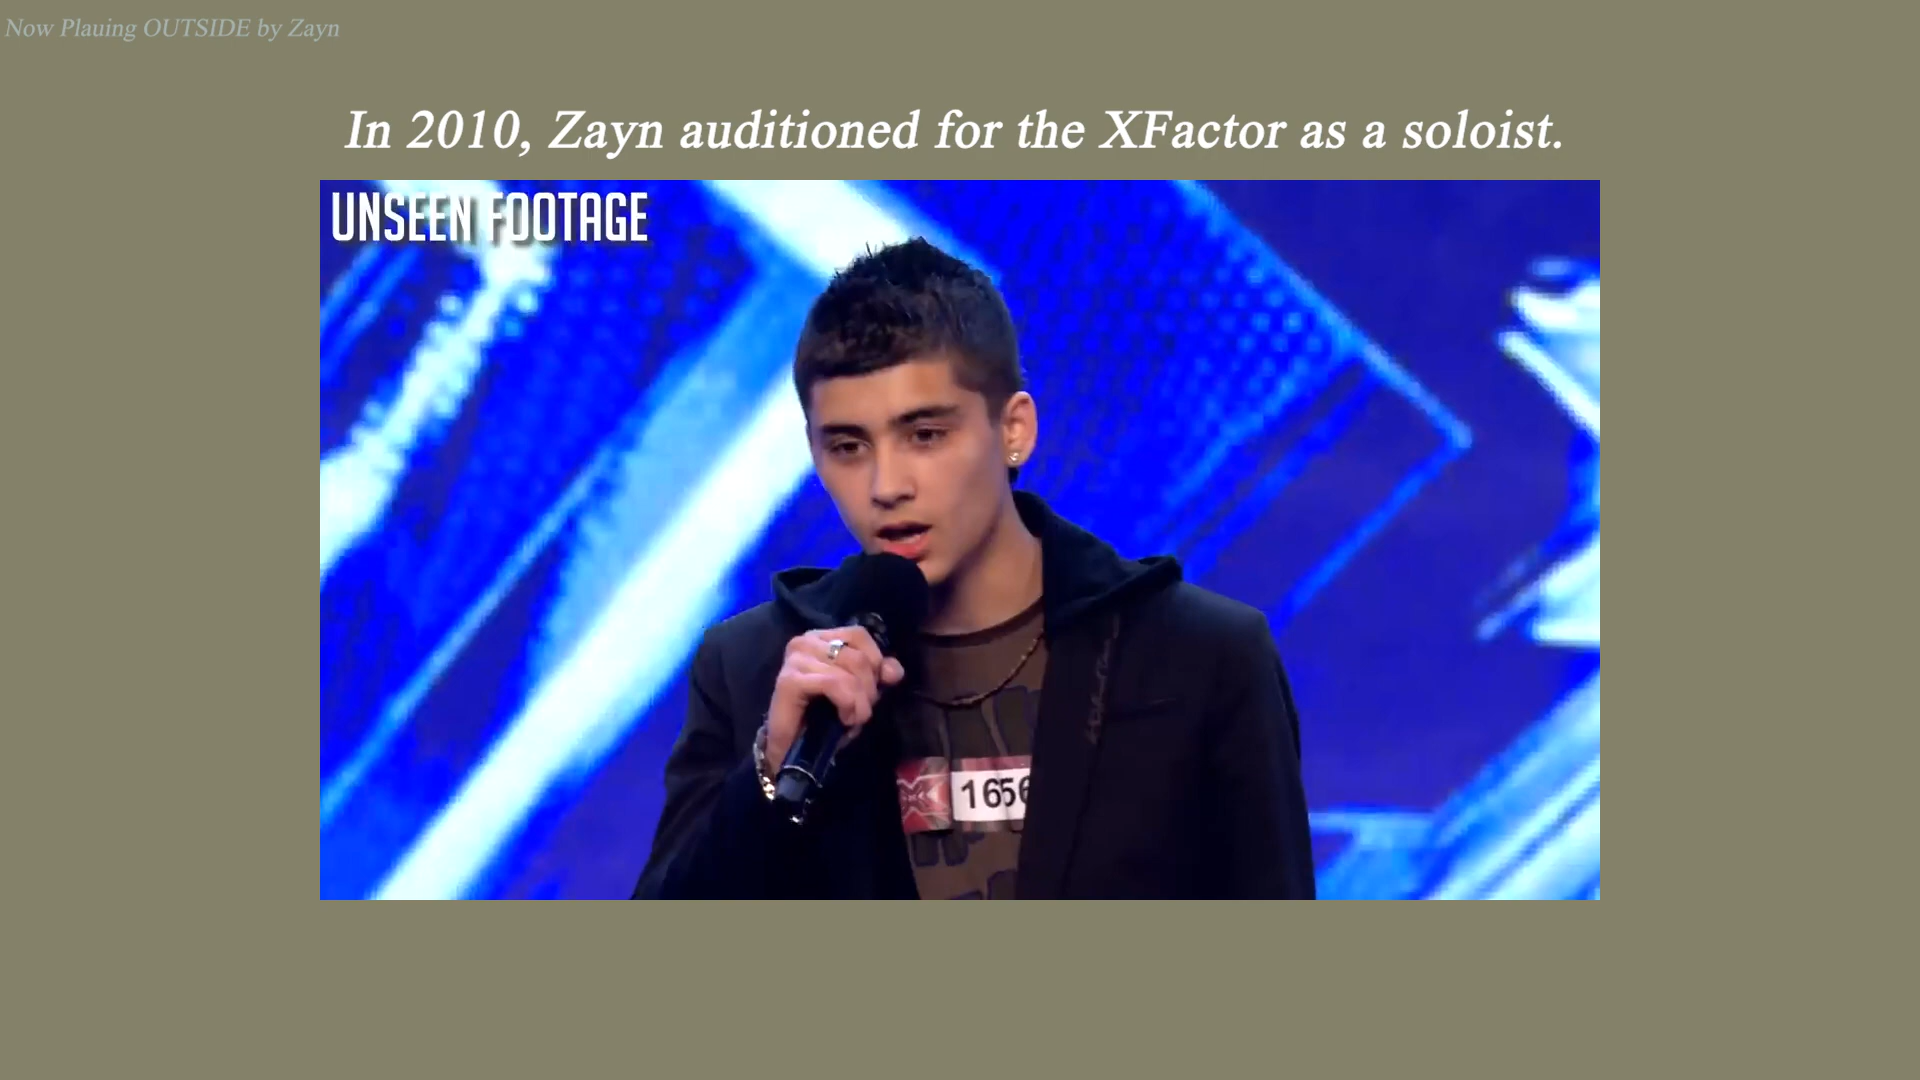 Now Plauing OUTSIDE by Zayn
In 2010, Zayn auditioned for the XFactor as a soloist.
UNSEEN FOOTAGE
1656